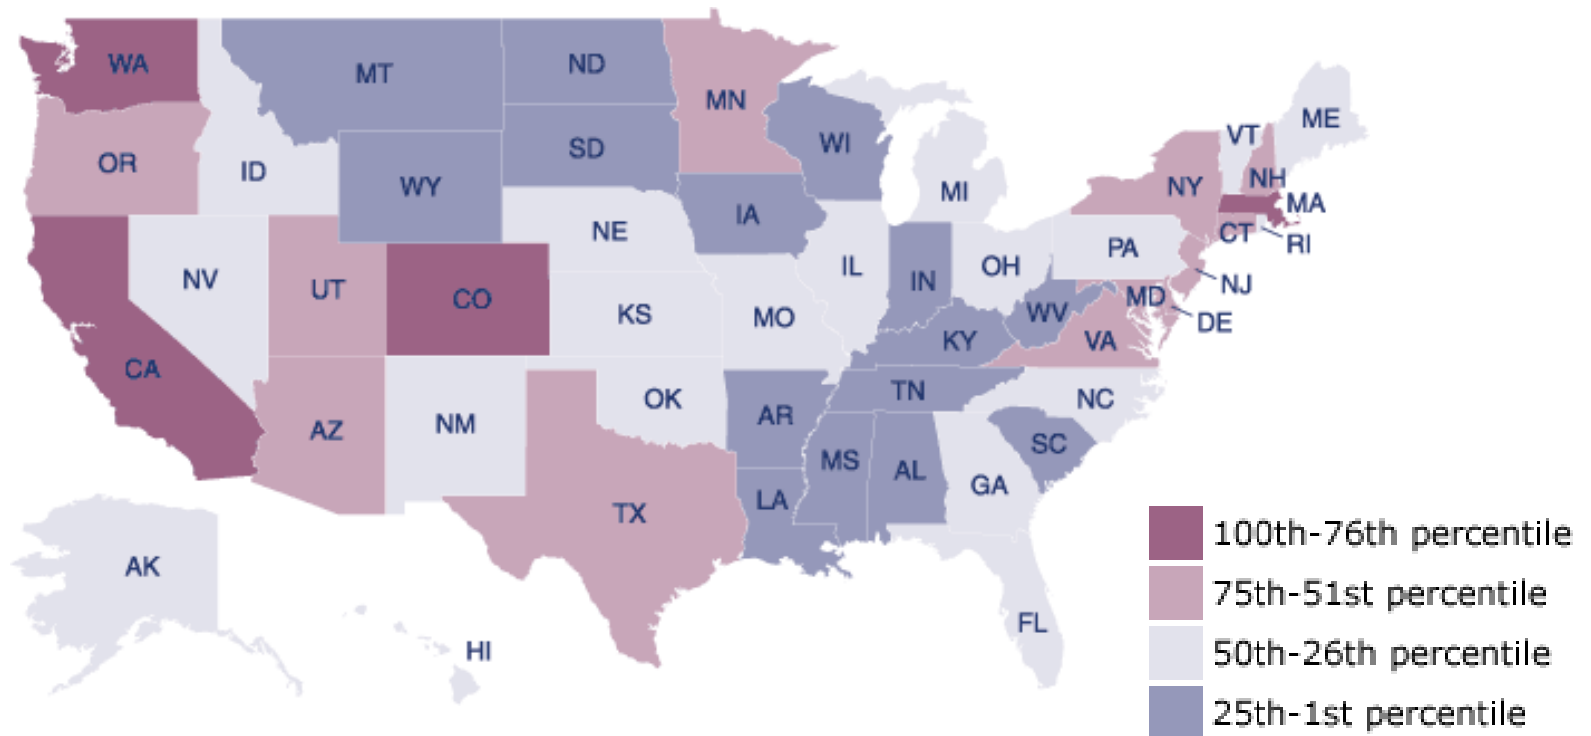 WA
MT
ND
MN
OR
ID
WY
SD
WI
MI
VT
ME
NY
NH
MA
CT
RI
NV
UT
CO
NE
IA
IL
IN
OH
PA
NJ
MD
DE
CA
KS
MO
KY
WV
VA
AZ
NM
OK
AR
TN
NC
SC
TX
LA
MS
AL
GA
AK
HI
FL
100th-76th percentile
75th-51st percentile
50th-26th percentile
25th-1st percentile